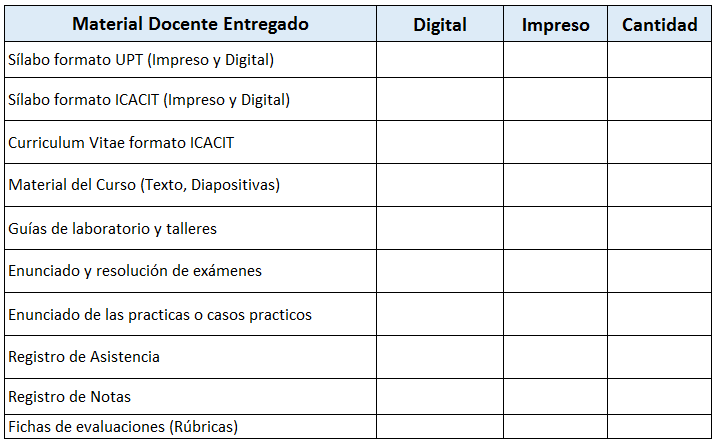 Material Docente Entregado Digital Impreso Cantidad
Sílabo formato UPT (Impreso y Digital)
Sílabo formato ICACIT (Impreso y Digital)
Curriculum Vitae formato ICACIT
Material del Curso (Texto, Diapositivas)
Guías de laboratorio y talleres
Enunciado y resolución de exámenes
Enunciado de las practicas o casos practicos
Registro de Asistencia
Registro de Notas
Fichas de evaluaciones (Rúbricas)